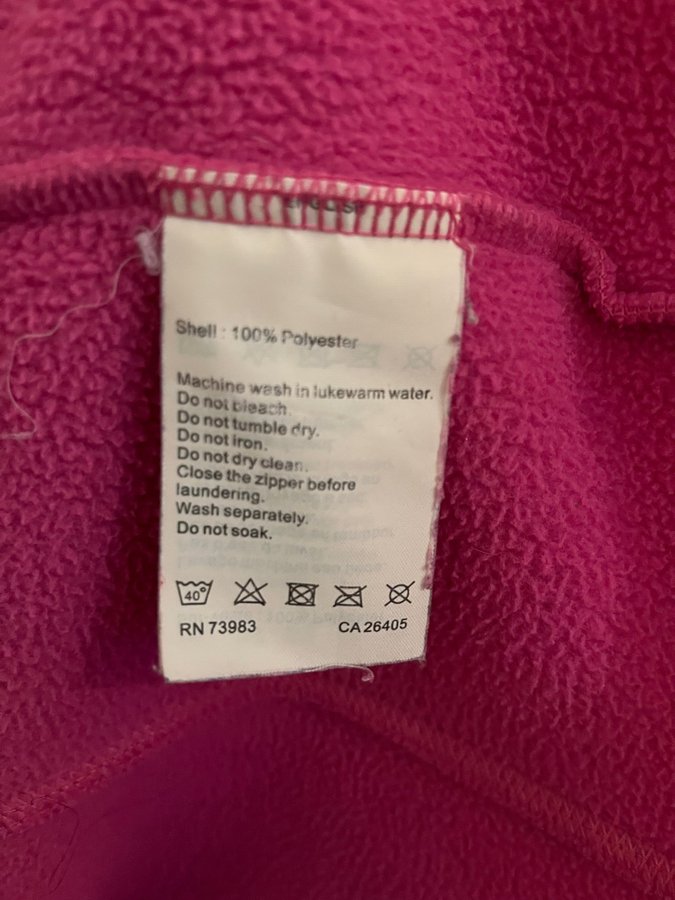 Shell : 100% Polyester
Machine wash in lukewarm water.
Do not bleach.
Do not tumble dry.
Do not iron.
Do not dry clean.
Close the zipper before
laundering.
Wash separately.
Do not soak.
40°
RN 73983
CA 26405